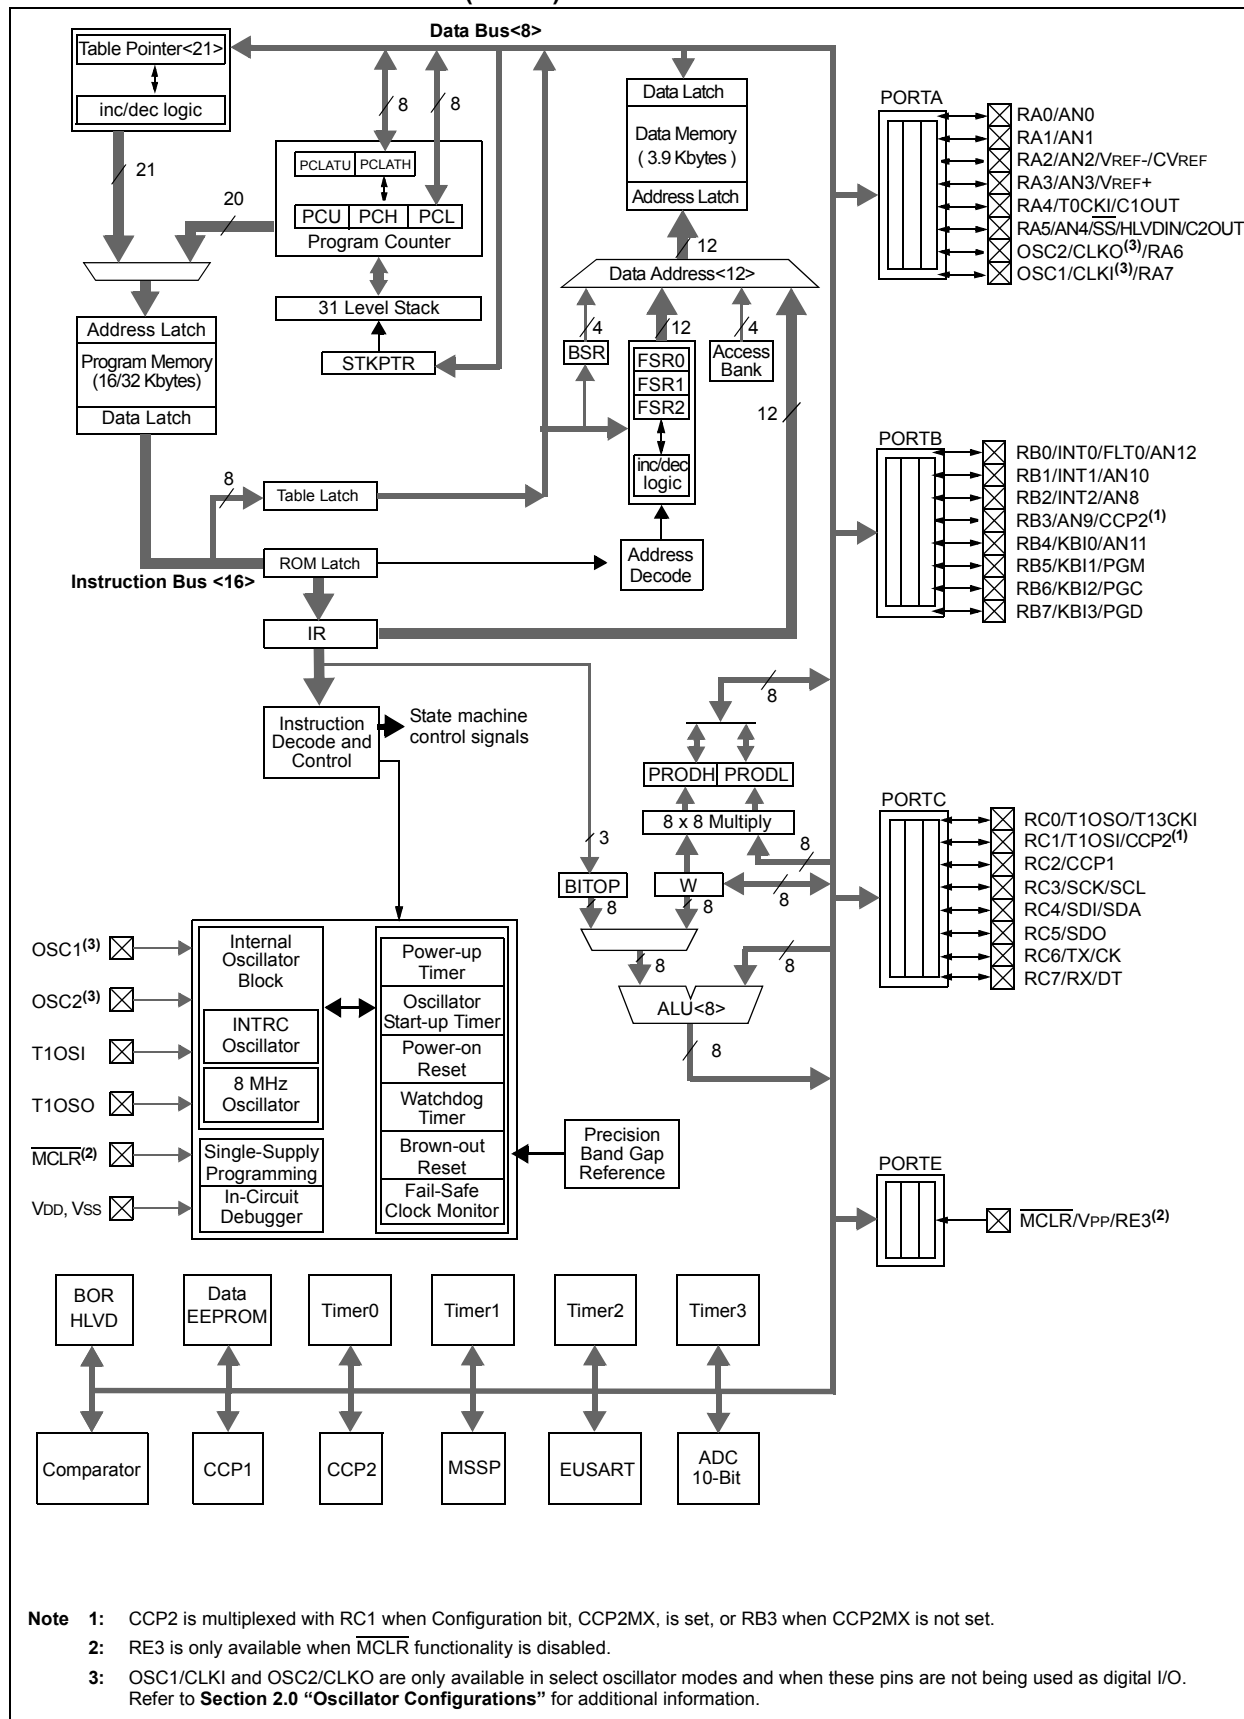 Data Bus<8>
Table Pointer<21>
inc/dec logic
21
20
8
8
PCLATU PCLATH
PCU PCH PCL
Program Counter
31 Level Stack
STKPTR
Data Latch
Data Memory
( 3.9 Kbytes )
Address Latch
12
Data Address<12>
4
12
4
BSR
FSR0
FSR1
FSR2
inc/dec
logic
Access
Bank
12
Address
Decode
Address Latch
Program Memory
(16/32 Kbytes)
Data Latch
8
Table Latch
Instruction Bus <16>
ROM Latch
IR
Instruction
Decode and
Control
State machine
control signals
8
PRODH PRODL
8 x 8 Multiply
3
8
BITOP
W
8
8
8
8
8
ALU<8>
8
OSC1(3)
OSC2(3)
T1OSI
T1OSO
MCLR(2)
VDD, VSS
Internal
Oscillator
Block
INTRC
Oscillator
8 MHz
Oscillator
Single-Supply
Programming
In-Circuit
Debugger
Power-up
Timer
Oscillator
Start-up Timer
Power-on
Reset
Watchdog
Timer
Brown-out
Reset
Fail-Safe
Clock Monitor
Precision
Band Gap
Reference
PORTA
RA0/AN0
RA1/AN1
RA2/AN2/VREF-/CVREF
RA3/AN3/VREF+
RA4/T0CKI/C1OUT
RA5/AN4/SS/HLVDIN/C2OUT
OSC2/CLKO(3)/RA6
OSC1/CLKI(3)/RA7
PORTB
RB0/INT0/FLT0/AN12
RB1/INT1/AN10
RB2/INT2/AN8
RB3/AN9/CCP2(1)
RB4/KBI0/AN11
RB5/KBI1/PGM
RB6/KBI2/PGC
RB7/KBI3/PGD
PORTC
RC0/T1OSO/T13CKI
RC1/T1OSI/CCP2(1)
RC2/CCP1
RC3/SCK/SCL
RC4/SDI/SDA
RC5/SDO
RC6/TX/CK
RC7/RX/DT
PORTE
MCLR/VPP/RE3(2)
BOR
HLVD
Data
EEPROM
Timer0
Timer1
Timer2
Timer3
Comparator
CCP1
CCP2
MSSP
EUSART
ADC
10-Bit
Note 1: CCP2 is multiplexed with RC1 when Configuration bit, CCP2MX, is set, or RB3 when CCP2MX is not set.
2: RE3 is only available when MCLR functionality is disabled.
3: OSC1/CLKI and OSC2/CLKO are only available in select oscillator modes and when these pins are not being used as digital I/O.
Refer to Section 2.0 “Oscillator Configurations” for additional information.